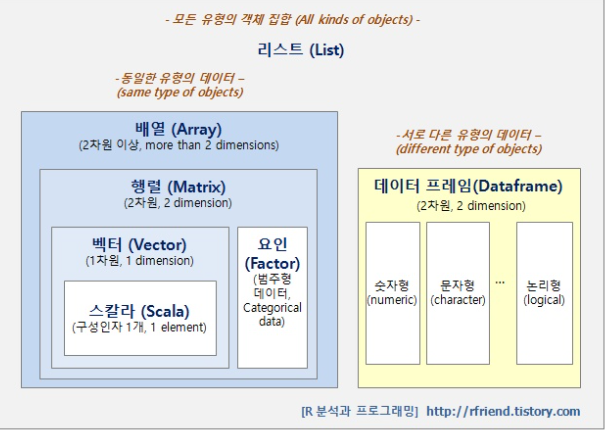 - 모든 유형의 객체 집합 (All kinds of objects) -
리스트 (List)
-동일한 유형의 데이터 –
(same type of objects)
배열 (Array)
(2차원 이상, more than 2 dimensions)
행렬 (Matrix)
(2차원, 2 dimension)
벡터 (Vector)
(1차원, 1 dimension)
스칼라 (Scala)
(구성인자 1개, 1 element)
요인
(Factor)
(범주형
데이터,
Categorical
data)
-서로 다른 유형의 데이터 –
(different type of objects)
데이터 프레임(Dataframe)
(2차원, 2 dimension)
숫자형
(numeric)
문자형
(character)
...
논리형
(logical)
[R 분석과 프로그래밍] http://rfriend.tistory.com